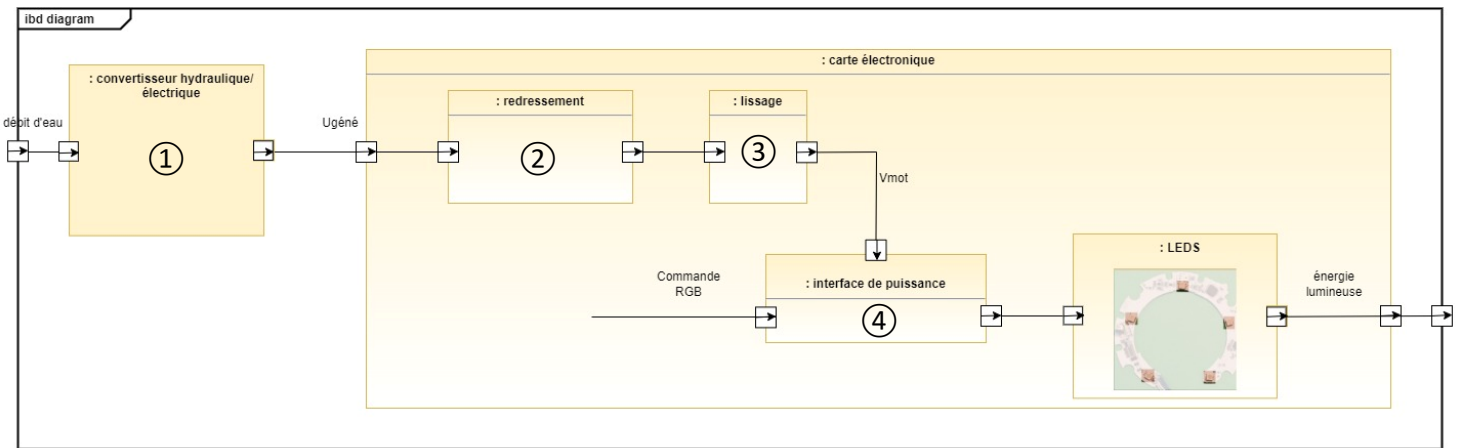 ibd diagram
: carte électronique
: convertisseur hydraulique/
électrique
: redressement
: lissage
débit d'eau
Ugéné
①
②
③
Vmot
: LEDS
Commande
RGB
: interface de puissance
énergie
lumineuse
④